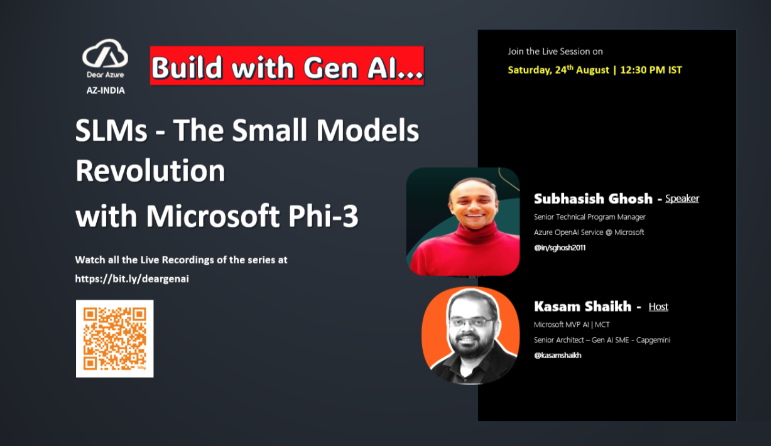 Dear Azure
AZ-INDIA
Build with Gen AI...
SLMs - The Small Models
Revolution
with Microsoft Phi-3
Watch all the Live Recordings of the series at
https://bit.ly/deargenai
Join the Live Session on
Saturday, 24th August | 12:30 PM IST
Subhasish Ghosh - Speaker
Senior Technical Program Manager
Azure OpenAI Service @ Microsoft
@in/sghosh2011
Kasam Shaikh - Host
Microsoft MVP AI | MCT
Senior Architect – Gen AI SME - Capgemini
@kasamshaikh